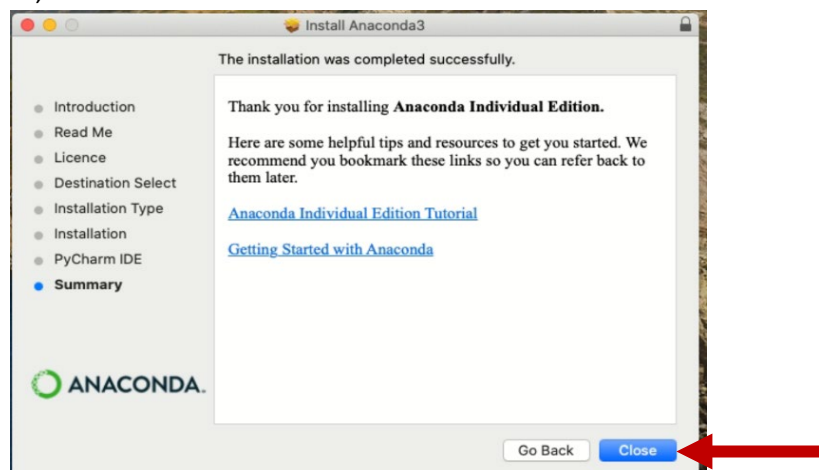 Install Anaconda3
The installation was completed successfully.
Introduction
Read Me
Licence
Destination Select
Installation Type
Installation
PyCharm IDE
Summary
Thank you for installing Anaconda Individual Edition.
Here are some helpful tips and resources to get you started. We
recommend you bookmark these links so you can refer back to
them later.
Anaconda Individual Edition Tutorial
Getting Started with Anaconda
ANACONDA.
Go Back
Close